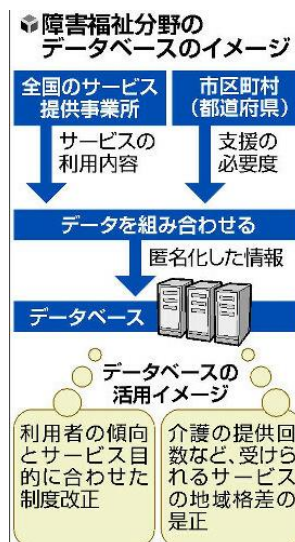 障害福祉分野の
データベースのイメージ
全国のサービス
提供事業所
市区町村
(都道府県)
サービスの
利用内容
支援の
必要度
データを組み合わせる
匿名化した情報
データベース
データベースの
活用イメージ
利用者の傾向
とサービス目
的に合わせた
制度改正
介護の提供回
数など、受けら
れるサービス
の地域格差の
是正